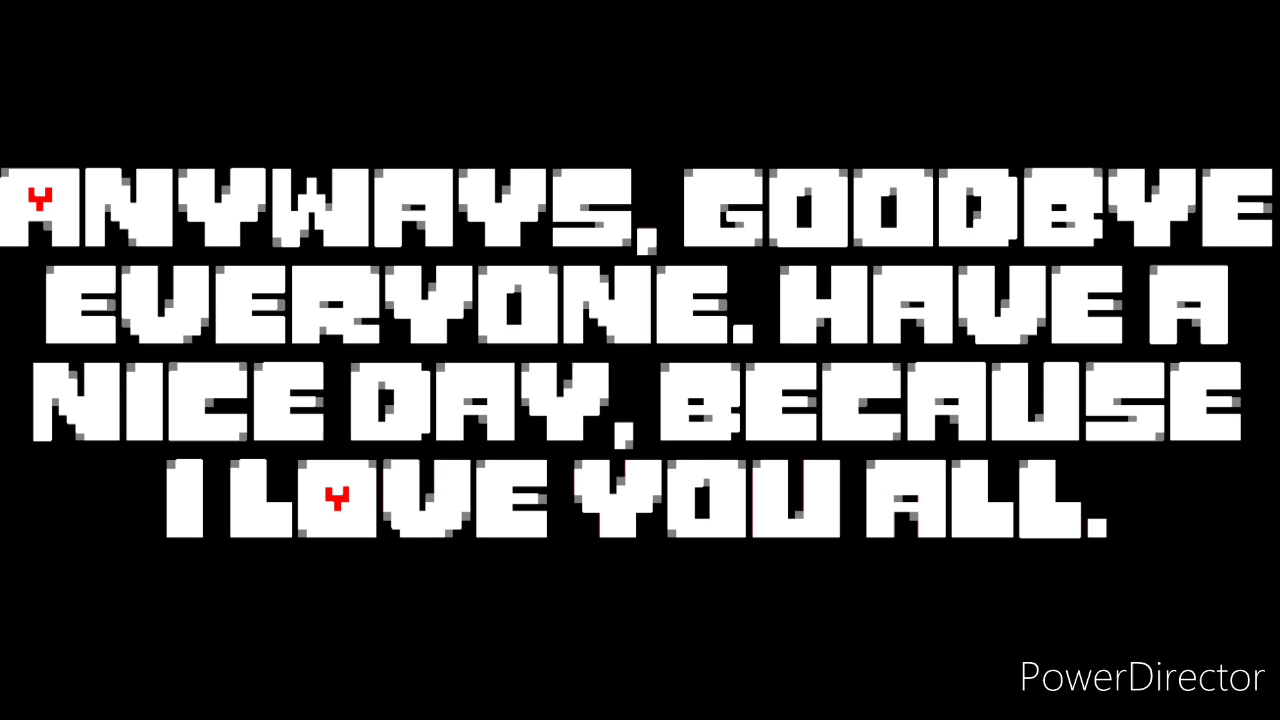 ANYWAYS, GOODBYE
EVERYONE. HAVE A
NICE DAY, BECAUSE
I LOVE YOU ALL.
PowerDirector